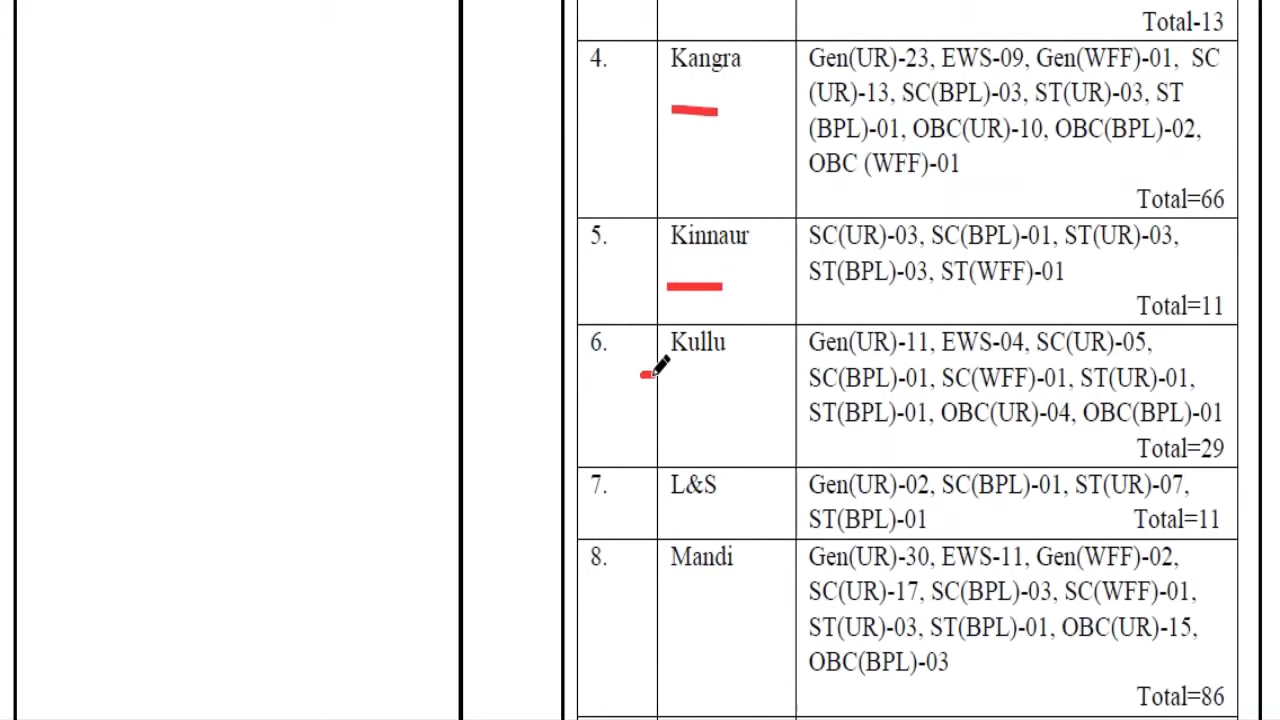 Total-13
4. Kangra Gen(UR)-23, EWS-09, Gen(WFF)-01, SC
(UR)-13, SC(BPL)-03, ST(UR)-03, ST
(BPL)-01, OBC(UR)-10, OBC(BPL)-02,
OBC (WFF)-01
Total=66
5. Kinnaur SC(UR)-03, SC(BPL)-01, ST(UR)-03,
ST(BPL)-03, ST(WFF)-01
Total=11
6. Kullu Gen(UR)-11, EWS-04, SC(UR)-05,
SC(BPL)-01, SC(WFF)-01, ST(UR)-01,
ST(BPL)-01, OBC(UR)-04, OBC(BPL)-01
Total=29
7. L&S Gen(UR)-02, SC(BPL)-01, ST(UR)-07,
ST(BPL)-01 Total=11
8. Mandi Gen(UR)-30, EWS-11, Gen(WFF)-02,
SC(UR)-17, SC(BPL)-03, SC(WFF)-01,
ST(UR)-03, ST(BPL)-01, OBC(UR)-15,
OBC(BPL)-03
Total=86